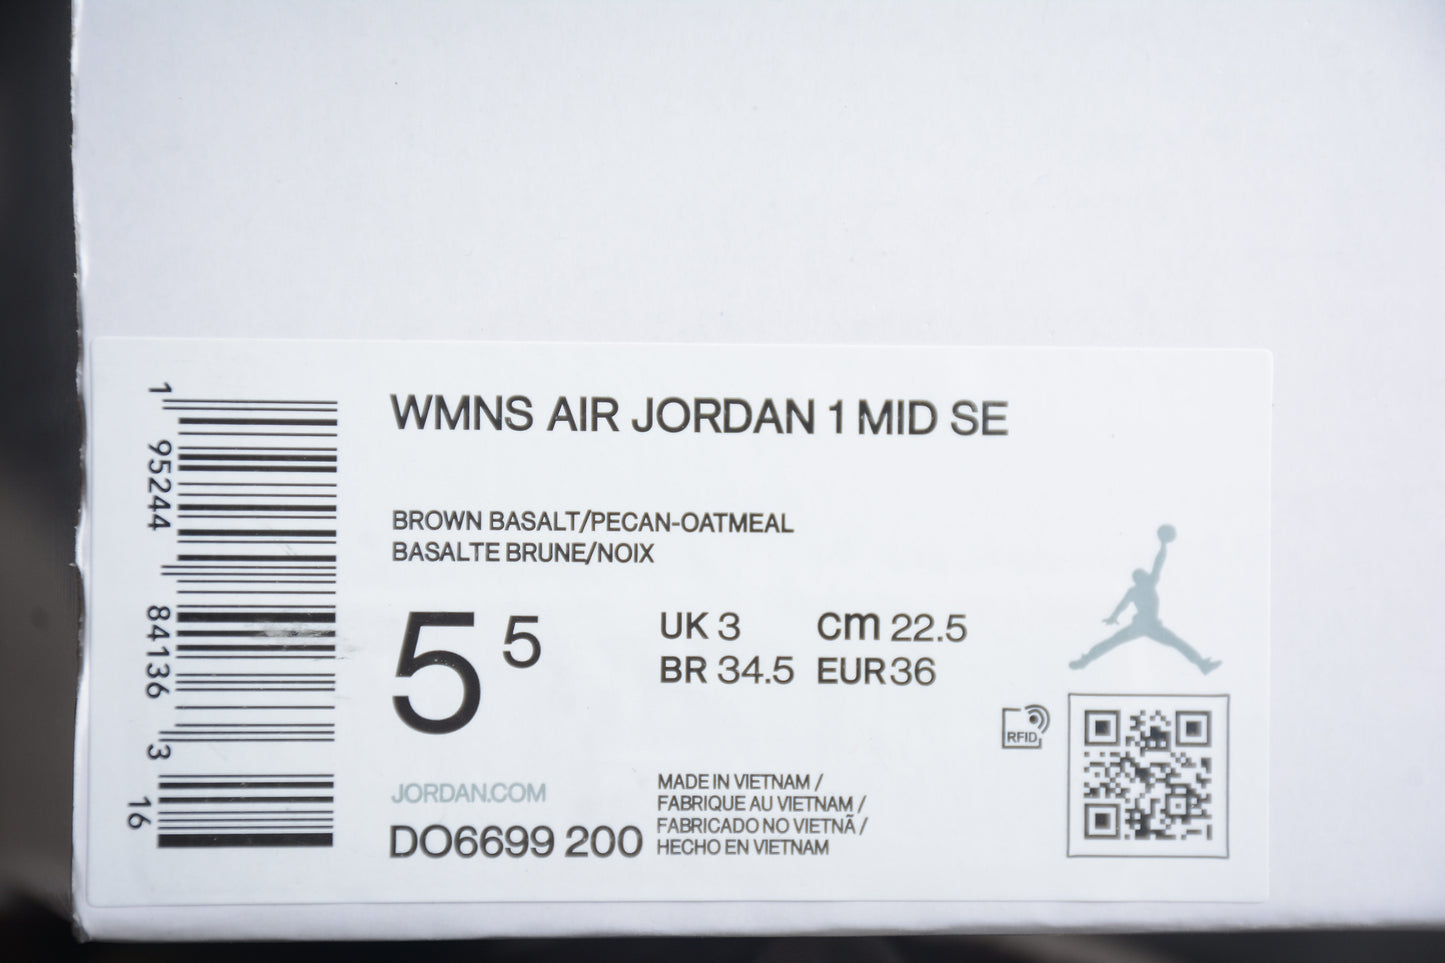 WMNS AIR JORDAN 1 MID SE
BROWN BASALT/PECAN-OATMEAL
BASALTE BRUNE/NOIX
5 5
UK 3
cm 22.5
BR 34.5
EUR 36
RFID
JORDAN.COM
DO6699 200
MADE IN VIETNAM /
FABRIQUE AU VIETNAM /
FABRICADO NO VIETNÃ /
HECHO EN VIETNAM
1 95244 84136 3
16